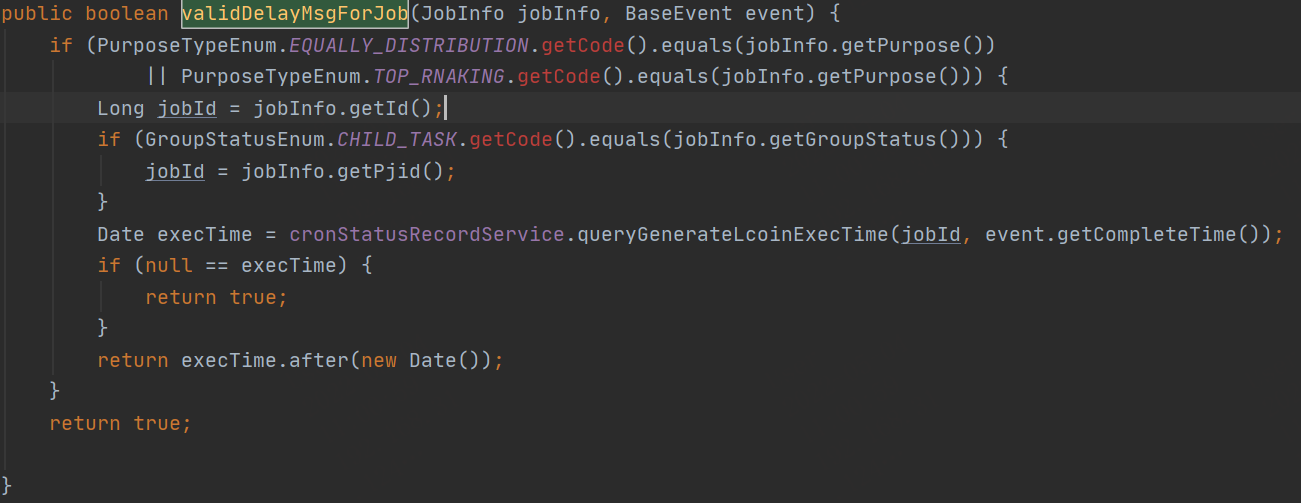 public boolean validDelayMsgForJob(JobInfo jobInfo, BaseEvent event) {
    if (PurposeTypeEnum.EQUALLY_DISTRIBUTION.getCode().equals(jobInfo.getPurpose())
            || PurposeTypeEnum.TOP_RNAKING.getCode().equals(jobInfo.getPurpose())) {
        Long jobId = jobInfo.getId();
        if (GroupStatusEnum.CHILD_TASK.getCode().equals(jobInfo.getGroupStatus())) {
            jobId = jobInfo.getPjid();
        }
        Date execTime = cronStatusRecordService.queryGenerateLcoinExecTime(jobId, event.getCompleteTime());
        if (null == execTime) {
            return true;
        }
        return execTime.after(new Date());
    }
    return true;
}